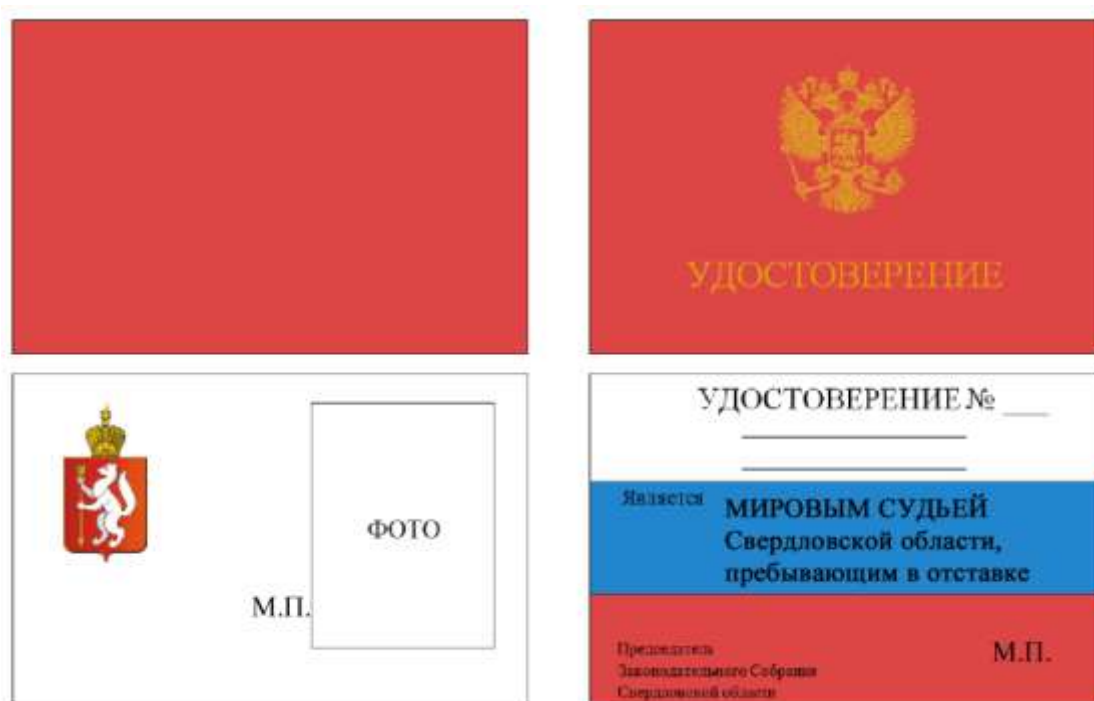 УДОСТОВЕРЕНИЕ
ФОТО
М.П.
УДОСТОВЕРЕНИЕ № ___
Является МИРОВЫМ СУДЬЕЙ
Свердловской области,
пребывающим в отставке
Председатель
Законодательного Собрания
Свердловской области
М.П.